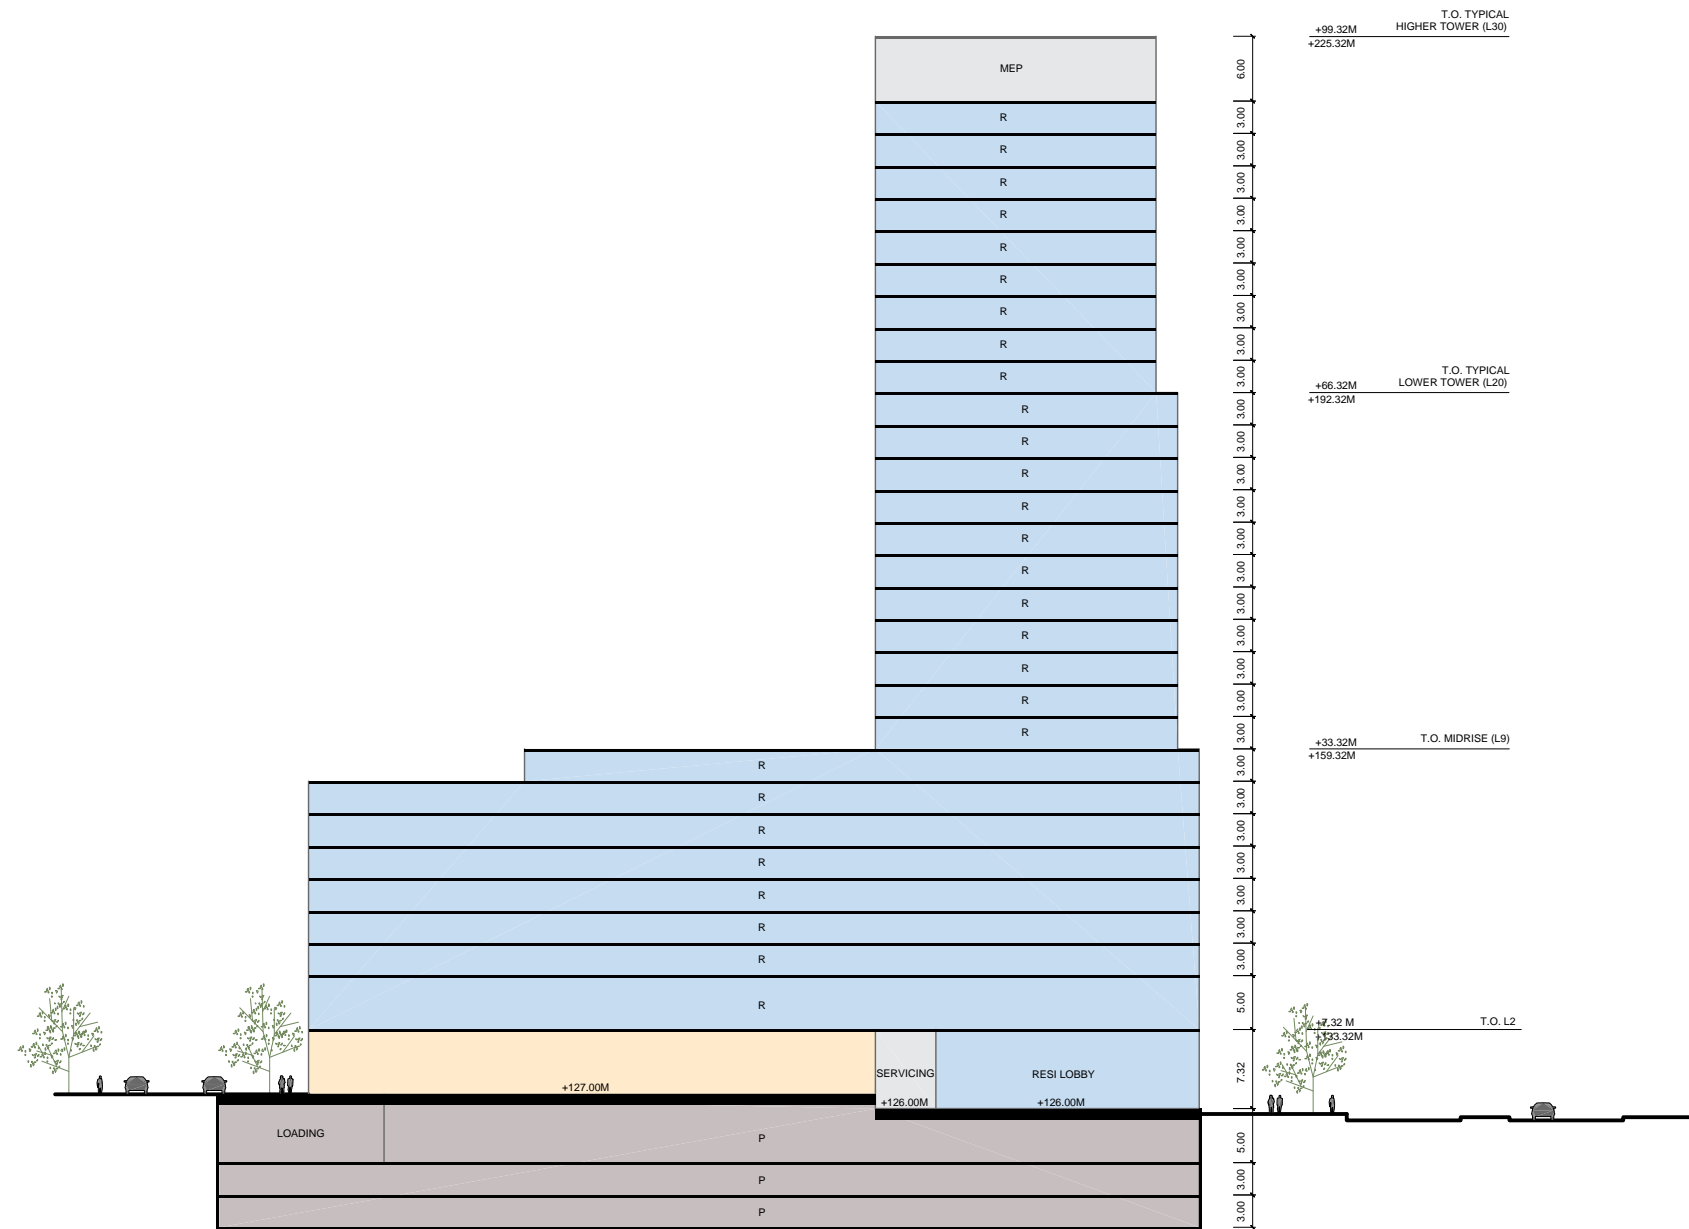 T.O. TYPICAL
+99.32M HIGHER TOWER (L30)
+225.32M
MEP 6.00
R 3.00
R 3.00
R 3.00
R 3.00
R 3.00
R 3.00
R 3.00
R 3.00
R 3.00
T.O. TYPICAL
+66.32M LOWER TOWER (L20)
+192.32M
R 3.00
R 3.00
R 3.00
R 3.00
R 3.00
R 3.00
R 3.00
R 3.00
R 3.00
R 3.00
R 3.00
+33.32M T.O. MIDRISE (L9)
+159.32M
R 3.00
R 3.00
R 3.00
R 3.00
R 3.00
R 3.00
R 3.00
R 5.00
+7.32 M T.O. L2
+133.32M
SERVICING RESI LOBBY 7.32
+127.00M
+126.00M +126.00M
LOADING P 5.00
P 3.00
P 3.00